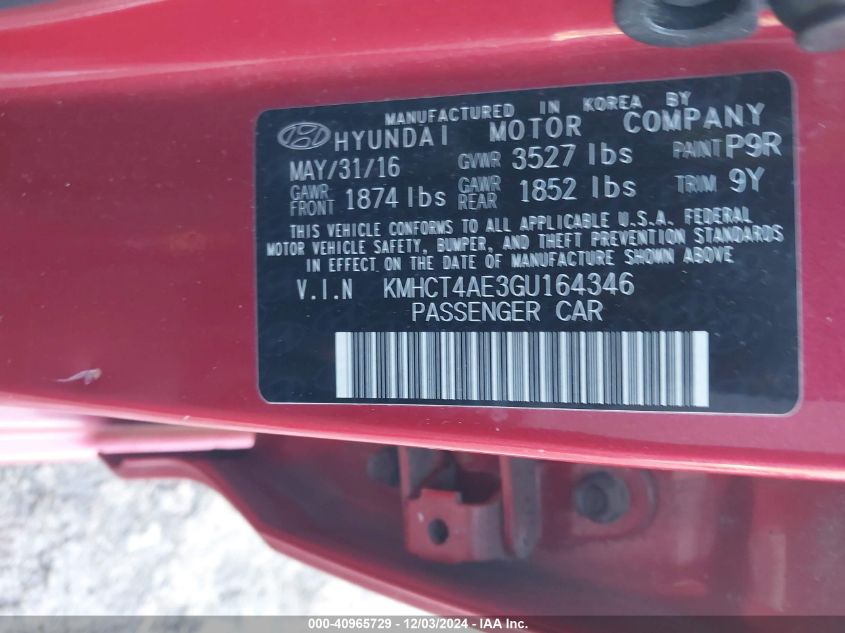 MANUFACTURED IN KOREA BY
HYUNDAI MOTOR COMPANY
MAY/31/16 GVWR 3527 lbs PAINT P9R
GAWR FRONT 1874 lbs GAWR REAR 1852 lbs TRIM 9Y
THIS VEHICLE CONFORMS TO ALL APPLICABLE U.S.A. FEDERAL
MOTOR VEHICLE SAFETY, BUMPER, AND THEFT PREVENTION STANDARDS
IN EFFECT ON THE DATE OF MANUFACTURE SHOWN ABOVE
V.I.N KMHCT4AE3GU164346
PASSENGER CAR
000-40965729 - 12/03/2024 - IAA Inc.